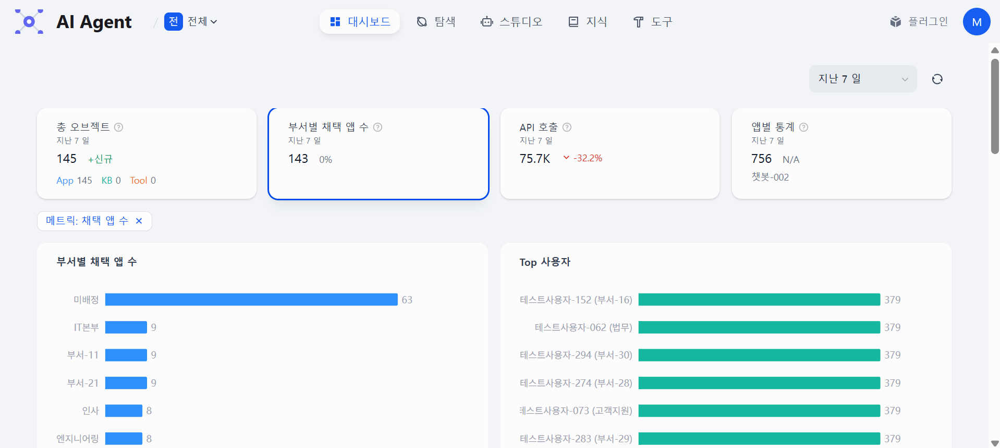 AI Agent / 전 전체 대시보드 탐색 스튜디오 지식 도구 플러그인 M
지난 7 일
총 오브젝트 ?
지난 7 일
145 +신규
App 145 KB 0 Tool 0
부서별 채택 앱 수 ?
지난 7 일
143 0%
API 호출 ?
지난 7 일
75.7K -32.2%
앱별 통계 ?
지난 7 일
756 N/A
챗봇-002
메트릭: 채택 앱 수 ×
부서별 채택 앱 수
미배정 63
IT본부 9
부서-11 9
부서-21 9
인사 8
엔지니어링 8
Top 사용자
테스트사용자-152 (부서-16) 379
테스트사용자-062 (법무) 379
테스트사용자-294 (부서-30) 379
테스트사용자-274 (부서-28) 379
테스트사용자-073 (고객지원) 379
테스트사용자-283 (부서-29) 379